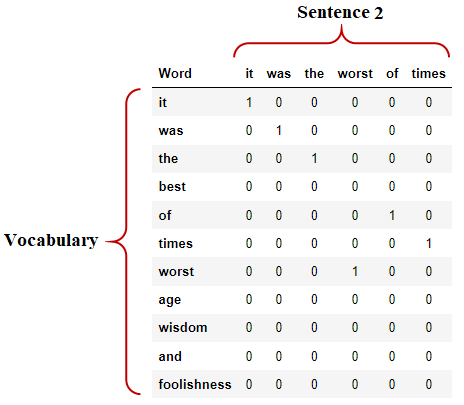 Sentence 2
Word it was the worst of times
it 1 0 0 0 0 0
was 0 1 0 0 0 0
the 0 0 1 0 0 0
best 0 0 0 0 0 0
of 0 0 0 0 1 0
Vocabulary
times 0 0 0 0 0 1
worst 0 0 0 1 0 0
age 0 0 0 0 0 0
wisdom 0 0 0 0 0 0
and 0 0 0 0 0 0
foolishness 0 0 0 0 0 0